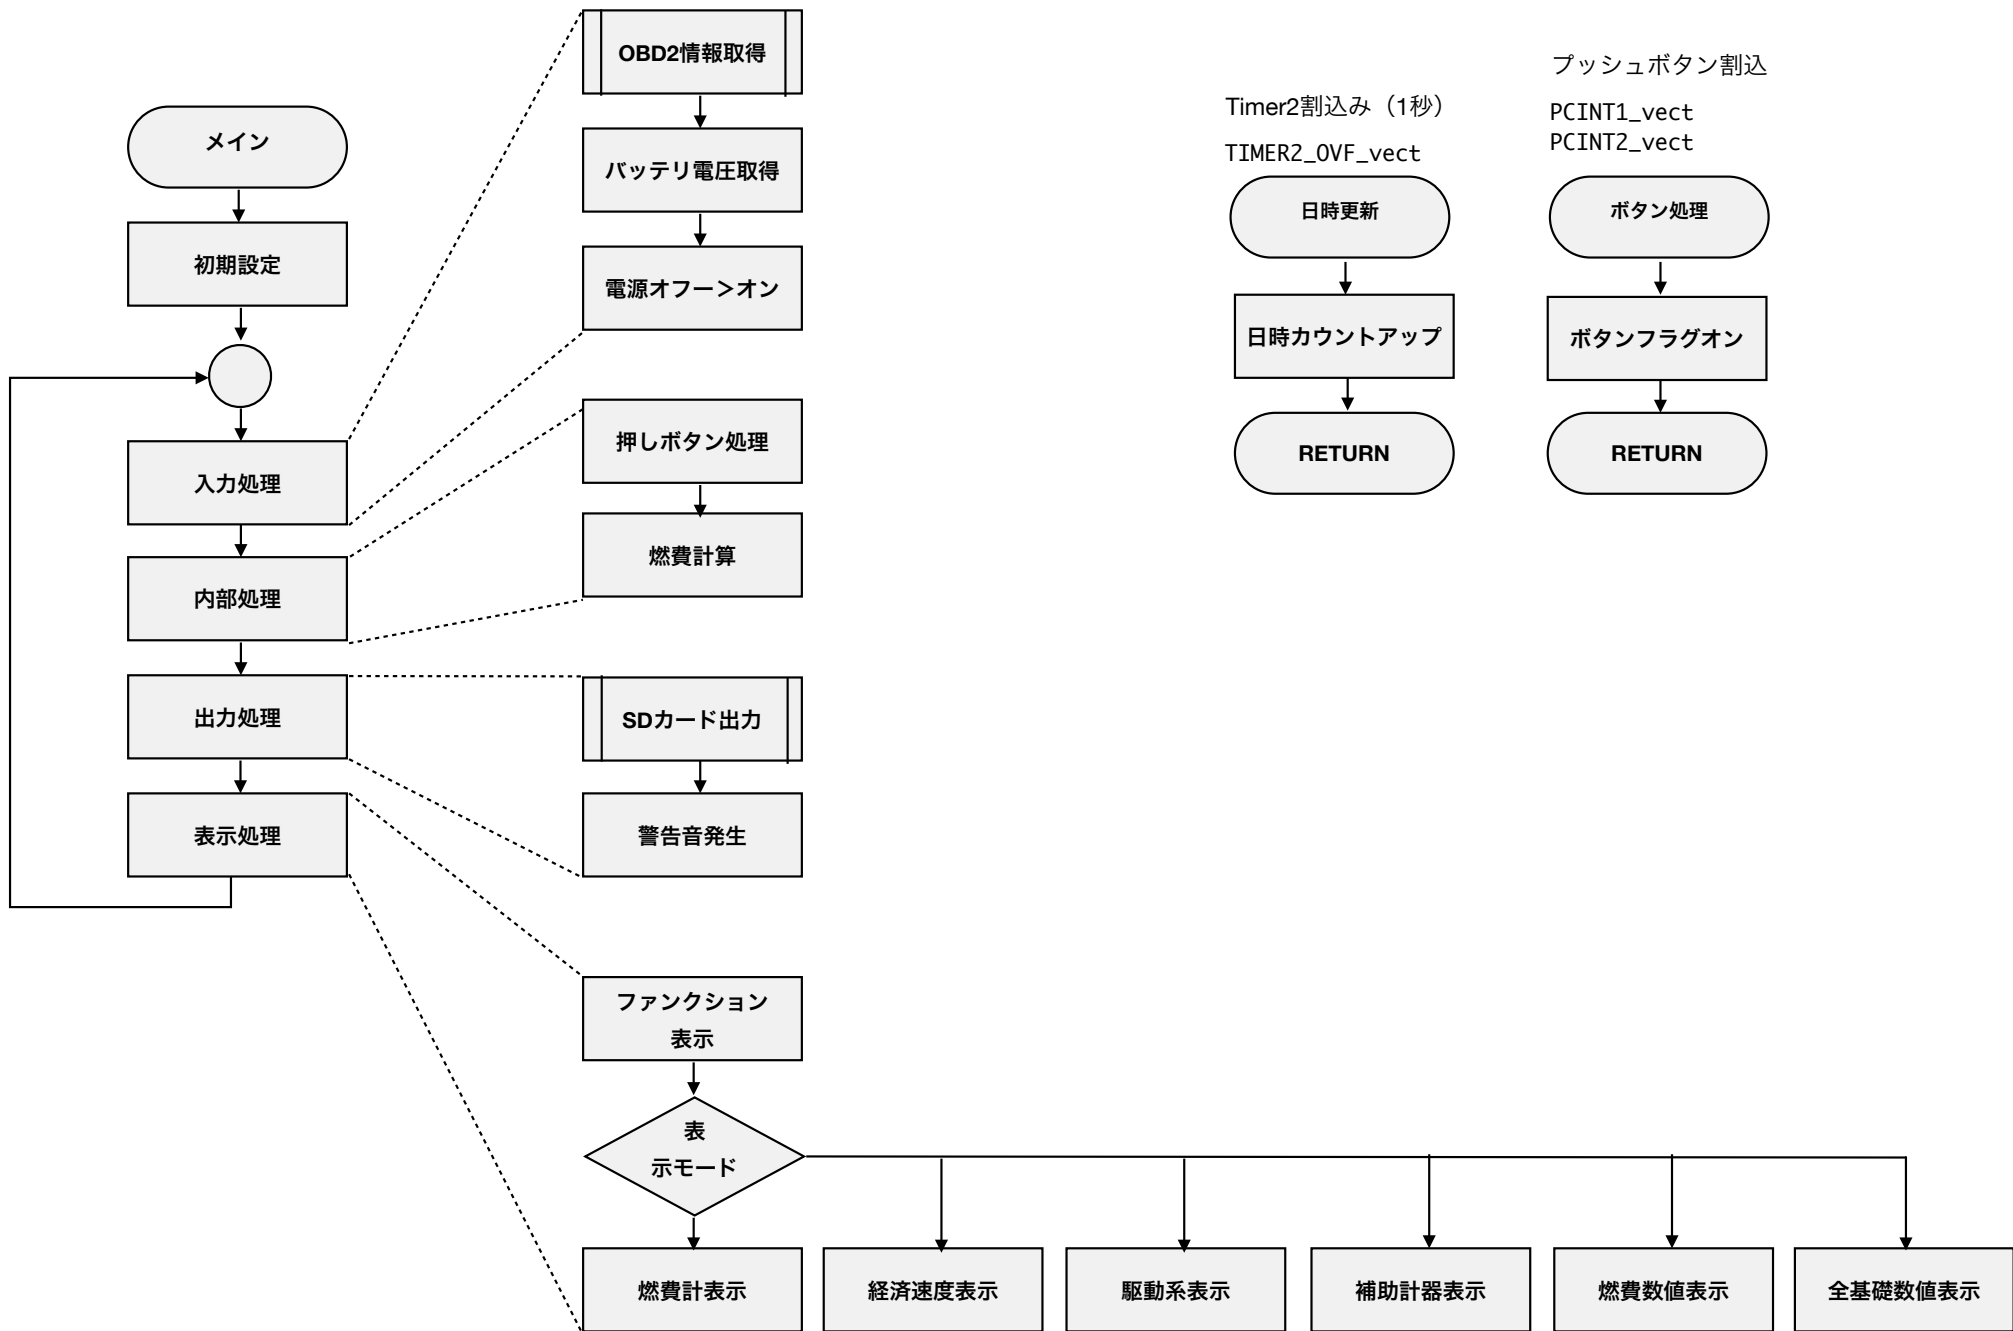 メイン
初期設定
入力処理
内部処理
出力処理
表示処理
OBD2情報取得
バッテリ電圧取得
電源オフー＞オン
押しボタン処理
燃費計算
SDカード出力
警告音発生
ファンクション
表示
表
示モード
燃費計表示
経済速度表示
駆動系表示
補助計器表示
燃費数値表示
全基礎数値表示
Timer2割込み（1秒）
TIMER2_OVF_vect
日時更新
日時カウントアップ
RETURN
プッシュボタン割込
PCINT1_vect
PCINT2_vect
ボタン処理
ボタンフラグオン
RETURN